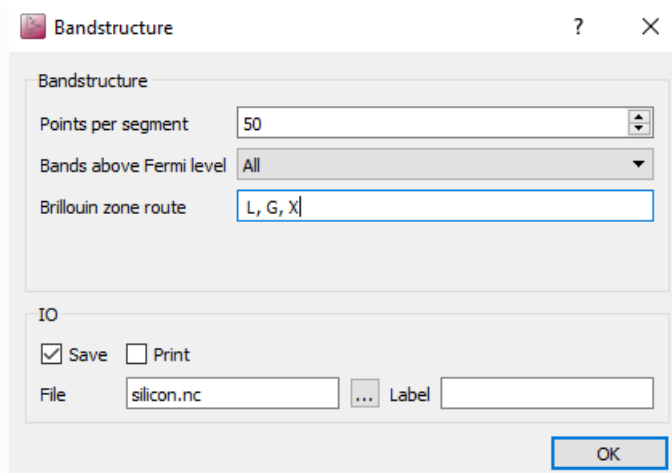 Bandstructure ?
Bandstructure
Points per segment 50
Bands above Fermi level All
Brillouin zone route L, G, X
IO
Save Print
File silicon.nc ... Label
OK